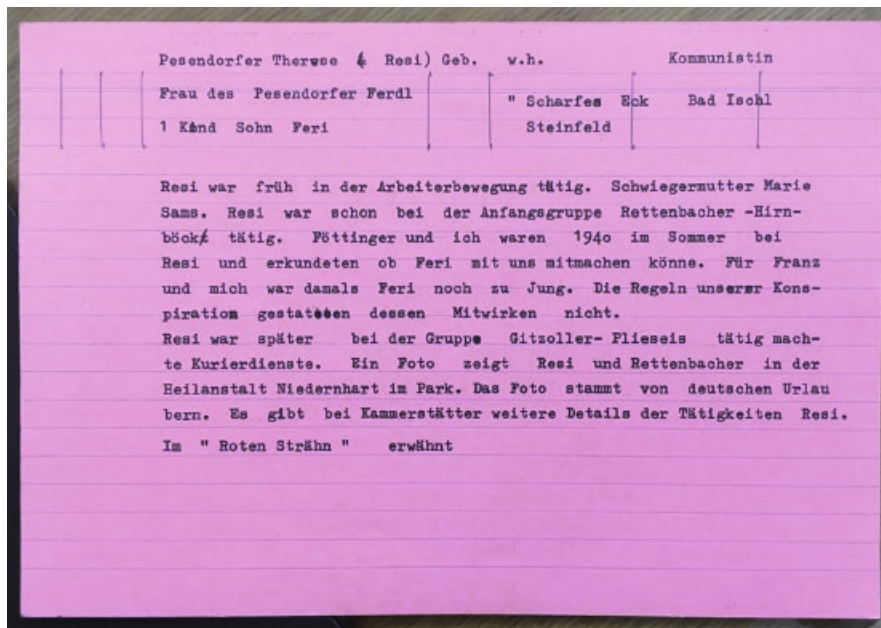 Pesendorfer Therese ( Resi) Geb. w.h. Kommunistin
Frau des Pesendorfer Ferdl " Scharfes Eck Bad Ischl
1 Kind Sohn Feri Steinfeld
Resi war früh in der Arbeiterbewegung tätig. Schwiegermutter Marie
Sams. Resi war schon bei der Anfangsgruppe Rettenbacher -Hirn-
böck tätig. Föttinger und ich waren 194o im Sommer bei
Resi und erkundeten ob Feri mit uns mitmachen könne. Für Franz
und mich war damals Feri noch zu Jung. Die Regeln unserer Kons-
piration gestatteten dessen Mitwirken nicht.
Resi war später bei der Gruppe Gitzoller- Plieseis tätig mach-
te Kurierdienste. Ein Foto zeigt Resi und Rettenbacher in der
Heilanstalt Niedernhart im Park. Das Foto stammt von deutschen Urlau
bern. Es gibt bei Kammerstätter weitere Details der Tätigkeiten Resi.
Im " Roten Strähn " erwähnt